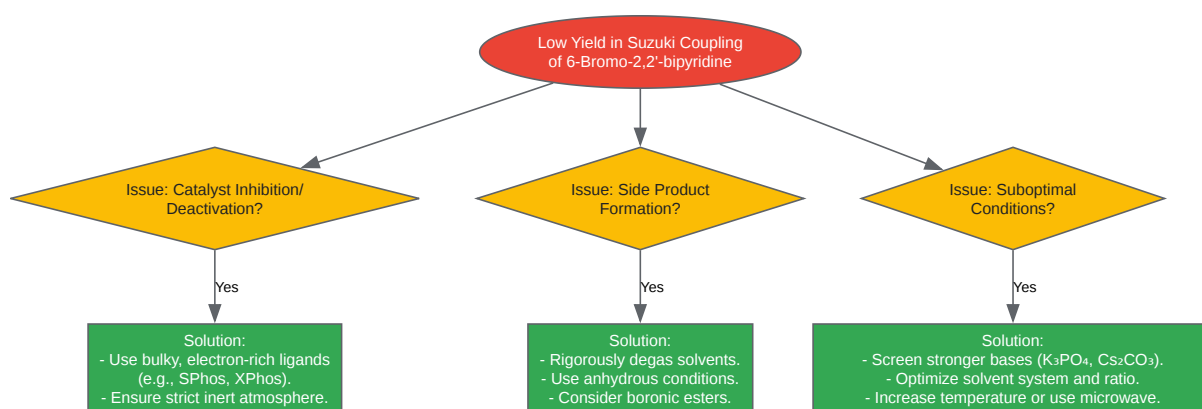 Low Yield in Suzuki Coupling
of 6-Bromo-2,2'-bipyridine
Issue: Catalyst Inhibition/
Deactivation?
Issue: Side Product
Formation?
Issue: Suboptimal
Conditions?
Yes
Yes
Yes
Solution:
- Use bulky, electron-rich ligands
(e.g., SPhos, XPhos).
- Ensure strict inert atmosphere.
Solution:
- Rigorously degas solvents.
- Use anhydrous conditions.
- Consider boronic esters.
Solution:
- Screen stronger bases (K₃PO₄, Cs₂CO₃).
- Optimize solvent system and ratio.
- Increase temperature or use microwave.